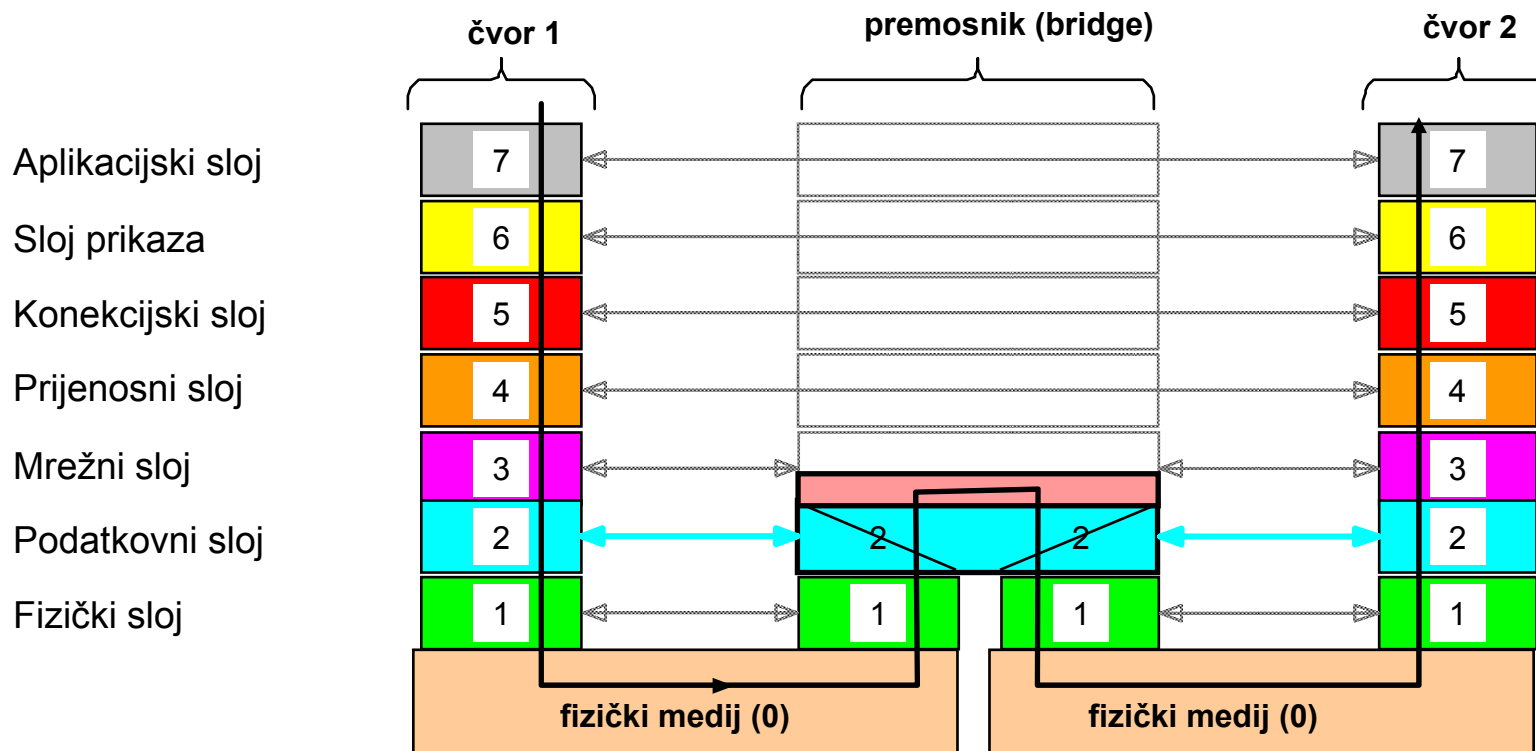 čvor 1
premosnik (bridge)
čvor 2
Aplikacijski sloj 7 7
Sloj prikaza 6 6
Konekcijski sloj 5 5
Prijenosni sloj 4 4
Mrežni sloj 3 3
Podatkovni sloj 2 2 2 2
Fizički sloj 1 1 1 1
fizički medij (0) fizički medij (0)